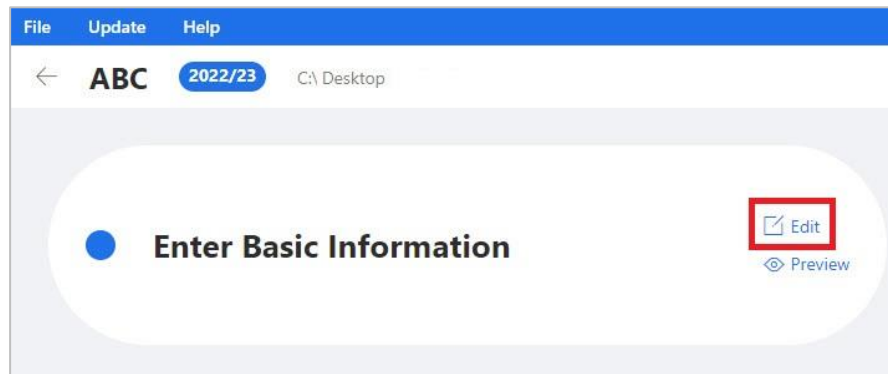 File Update Help
ABC 2022/23 C:\ Desktop
Edit
Enter Basic Information
Preview